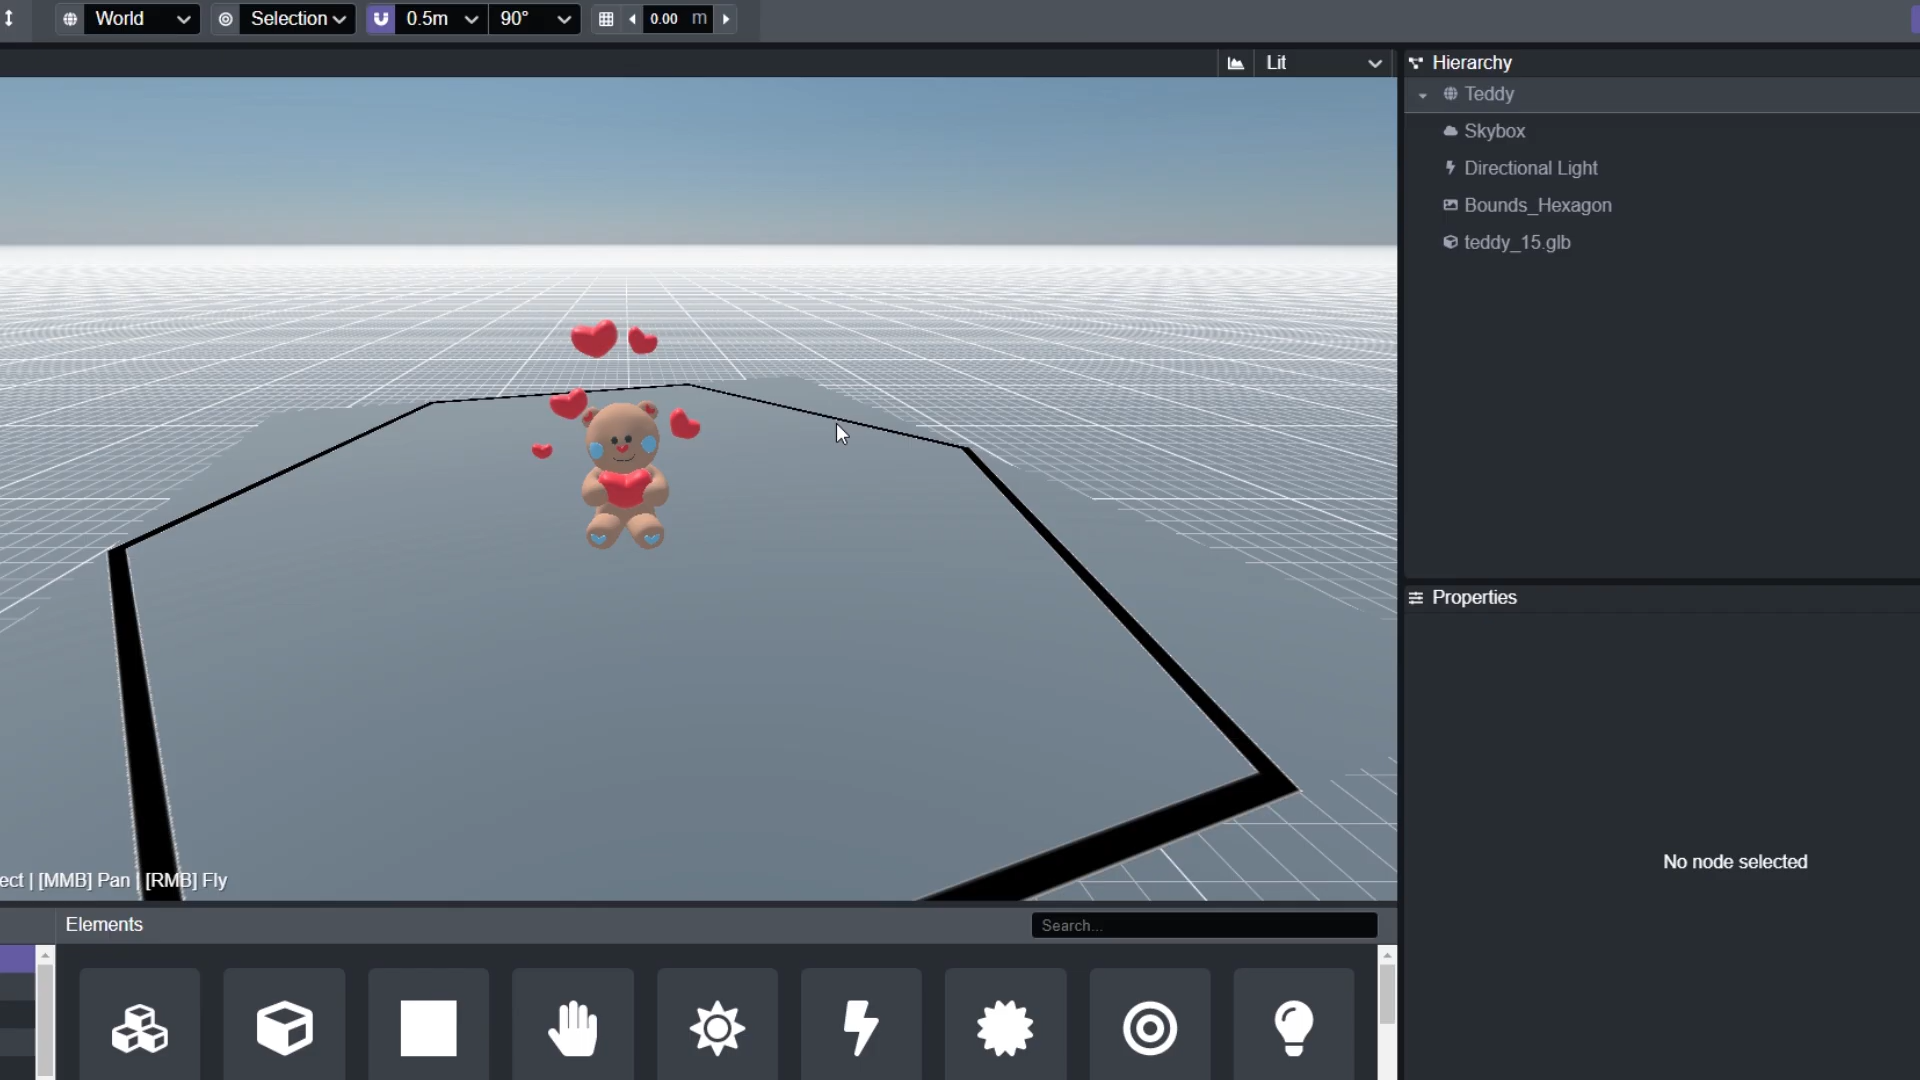 World
Selection
0.5m
90°
0.00 m
Lit
Hierarchy
Teddy
Skybox
Directional Light
Bounds_Hexagon
teddy_15.glb
Properties
No node selected
ect | [MMB] Pan | [RMB] Fly
Elements
Search...